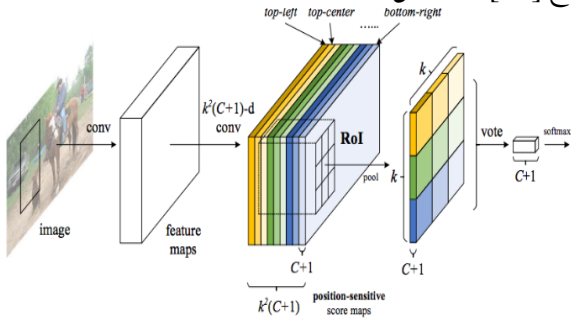 top-left top-center ...... bottom-right
k²(C+1)-d
conv
conv
RoI
pool
k
k
vote
softmax
C+1
image
feature
maps
C+1
C+1
k²(C+1)
position-sensitive
score maps